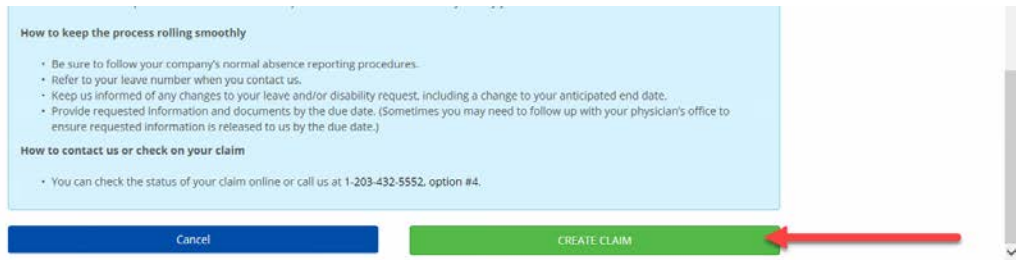 How to keep the process rolling smoothly
• Be sure to follow your company's normal absence reporting procedures.
• Refer to your leave number when you contact us.
• Keep us informed of any changes to your leave and/or disability request, including a change to your anticipated end date.
• Provide requested information and documents by the due date. (Sometimes you may need to follow up with your physician's office to
ensure requested information is released to us by the due date.)
How to contact us or check on your claim
• You can check the status of your claim online or call us at 1-203-432-5552, option #4.
Cancel
CREATE CLAIM